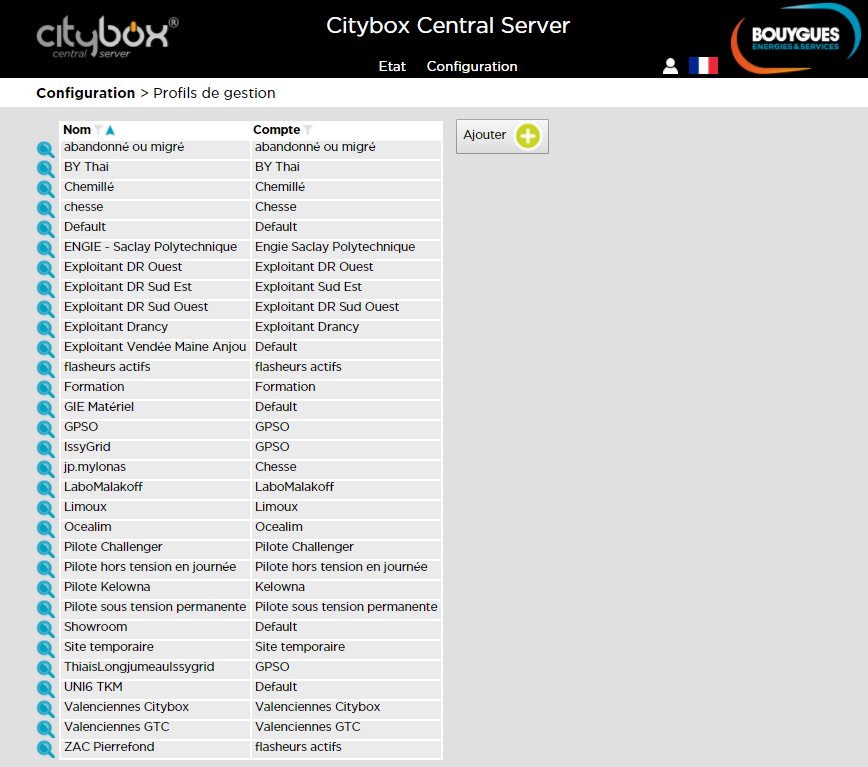 citybox®
central server
Citybox Central Server
BOUYGUES
ENERGIES & SERVICES
Etat Configuration
Configuration > Profils de gestion
Nom Compte
Ajouter
abandonné ou migré abandonné ou migré
BY Thai BY Thai
Chemillé Chemillé
chesse Chesse
Default Default
ENGIE - Saclay Polytechnique Engie Saclay Polytechnique
Exploitant DR Ouest Exploitant DR Ouest
Exploitant DR Sud Est Exploitant Sud Est
Exploitant DR Sud Ouest Exploitant DR Sud Ouest
Exploitant Drancy Exploitant Drancy
Exploitant Vendée Maine Anjou Default
flasheurs actifs flasheurs actifs
Formation Formation
GIE Matériel Default
GPSO GPSO
IssyGrid GPSO
jp.mylonas Chesse
LaboMalakoff LaboMalakoff
Limoux Limoux
Ocealim Ocealim
Pilote Challenger Pilote Challenger
Pilote hors tension en journée Pilote hors tension en journée
Pilote Kelowna Kelowna
Pilote sous tension permanente Pilote sous tension permanente
Showroom Default
Site temporaire Site temporaire
ThiaisLongjumeauIssygrid GPSO
UNI6 TKM Default
Valenciennes Citybox Valenciennes Citybox
Valenciennes GTC Valenciennes GTC
ZAC Pierrefond flasheurs actifs